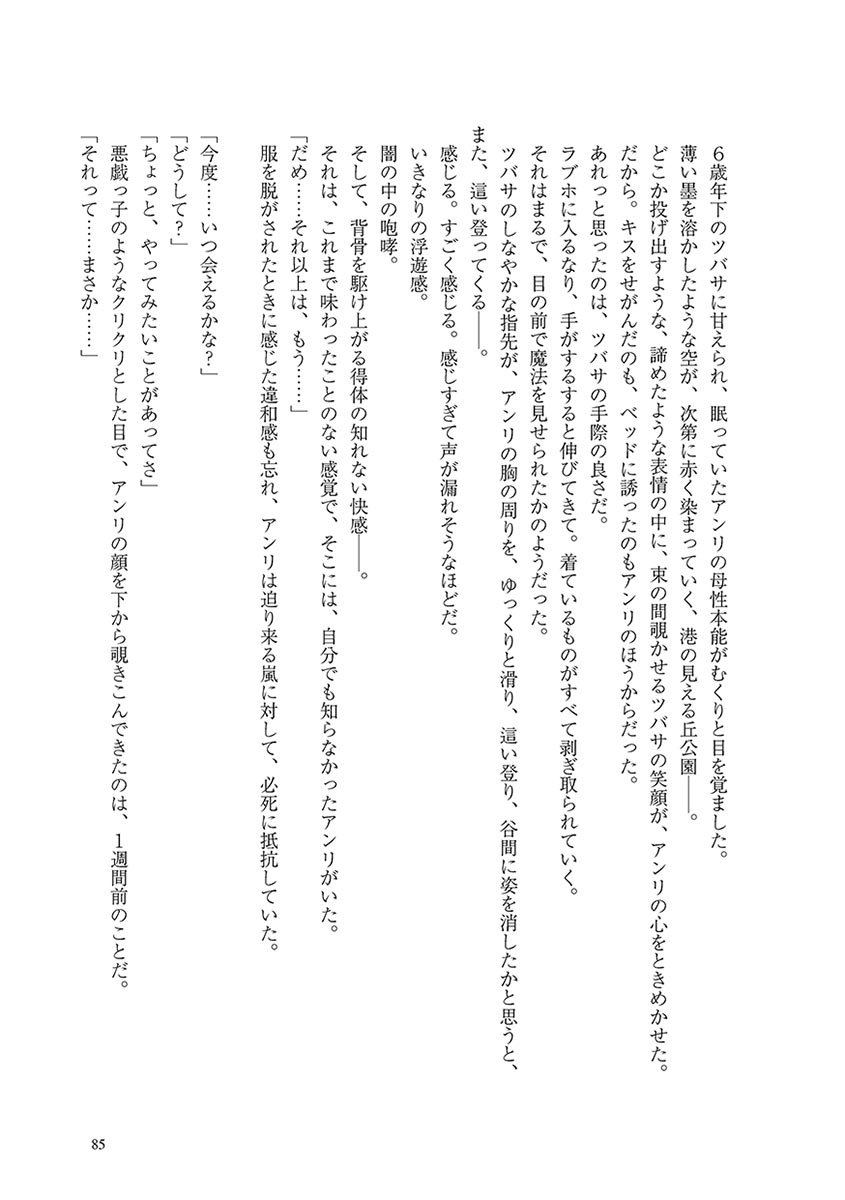 ６歳年下のツバサに甘えられ、眠っていたアンリの母性本能がむくりと目を覚ました。
薄い墨を溶かしたような空が、次第に赤く染まっていく、港の見える丘公園――。
どこか投げ出すような、諦めたような表情の中に、束の間覗かせるツバサの笑顔が、アンリの心をときめかせた。
だから。キスをせがんだのも、ベッドに誘ったのもアンリのほうからだった。
あれっと思ったのは、ツバサの手際の良さだ。
ラブホに入るなり、手がするすると伸びてきて。着ているものがすべて剥ぎ取られていく。
それはまるで、目の前で魔法を見せられたかのようだった。
ツバサのしなやかな指先が、アンリの胸の周りを、ゆっくりと滑り、這い登り、谷間に姿を消したかと思うと、
また、這い登ってくる――。
感じる。すごく感じる。感じすぎて声が漏れそうなほどだ。
いきなりの浮遊感。
闇の中の咆哮。
そして、背骨を駆け上がる得体の知れない快感――。
それは、これまで味わったことのない感覚で、そこには、自分でも知らなかったアンリがいた。
「だめ……それ以上は、もう……」
服を脱がされたときに感じた違和感も忘れ、アンリは迫り来る嵐に対して、必死に抵抗していた。
「今度……いつ会えるかな？」
「どうして？」
「ちょっと、やってみたいことがあってさ」
悪戯っ子のようなクリクリとした目で、アンリの顔を下から覗きこんできたのは、１週間前のことだ。
「それって……まさか……」
85